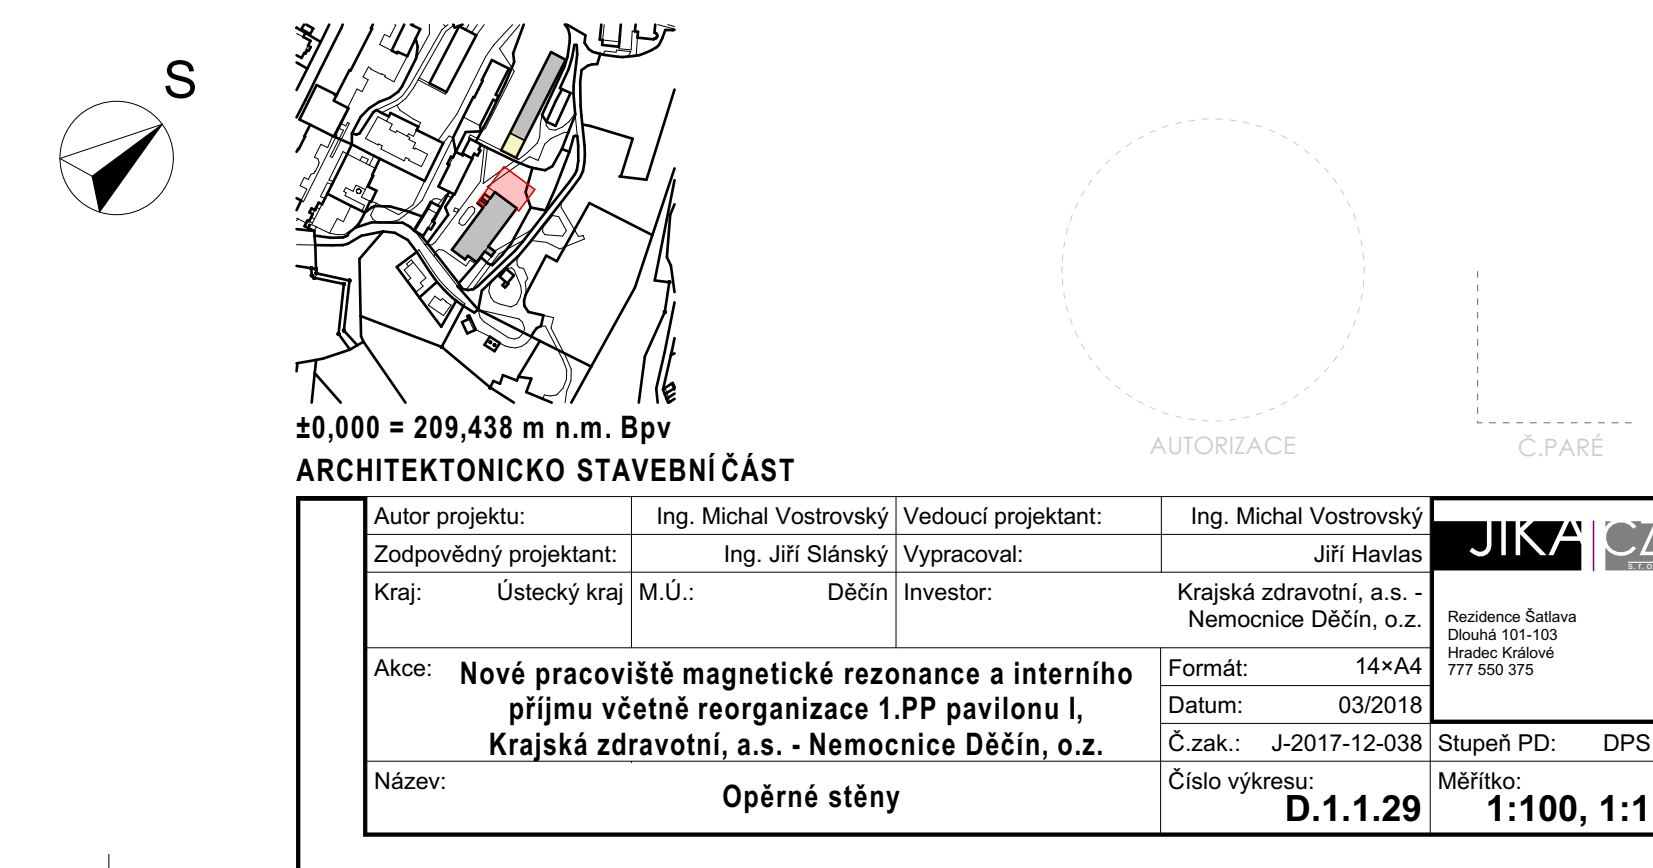 S
±0,000 = 209,438 m n.m. Bpv
AUTORIZACE
Č.PARÉ
ARCHITEKTONICKO STAVEBNÍ ČÁST
Autor projektu: Ing. Michal Vostrovský Vedoucí projektant: Ing. Michal Vostrovský
Zodpovědný projektant: Ing. Jiří Slánský Vypracoval: Jiří Havlas
Kraj: Ústecký kraj M.Ú.: Děčín Investor: Krajská zdravotní, a.s. -
Nemocnice Děčín, o.z.
JIKA CZ
s.r.o
Rezidence Šatlava
Dlouhá 101-103
Hradec Králové
777 550 375
Akce: Nové pracoviště magnetické rezonance a interního
příjmu včetně reorganizace 1.PP pavilonu I,
Krajská zdravotní, a.s. - Nemocnice Děčín, o.z.
Formát: 14×A4
Datum: 03/2018
Č.zak.: J-2017-12-038 Stupeň PD: DPS
Název: Opěrné stěny
Číslo výkresu: D.1.1.29
Měřítko: 1:100, 1:1